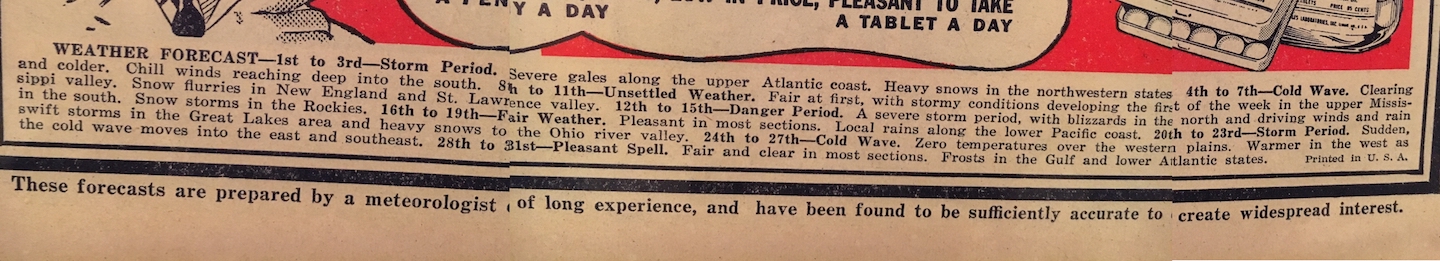 A PENNY A DAY
PRICE, PLEASANT TO TAKE
A TABLET A DAY
WEATHER FORECAST—1st to 3rd—Storm Period. Severe gales along the upper Atlantic coast. Heavy snows in the northwestern states 4th to 7th—Cold Wave. Clearing
and colder. Chill winds reaching deep into the south. 8th to 11th—Unsettled Weather. Fair at first, with stormy conditions developing the first of the week in the upper Missis-
sippi valley. Snow flurries in New England and St. Lawrence valley. 12th to 15th—Danger Period. A severe storm period, with blizzards in the north and driving winds and rain
in the south. Snow storms in the Rockies. 16th to 19th—Fair Weather. Pleasant in most sections. Local rains along the lower Pacific coast. 20th to 23rd—Storm Period. Sudden,
swift storms in the Great Lakes area and heavy snows to the Ohio river valley. 24th to 27th—Cold Wave. Zero temperatures over the western plains. Warmer in the west as
the cold wave moves into the east and southeast. 28th to 31st—Pleasant Spell. Fair and clear in most sections. Frosts in the Gulf and lower Atlantic states. Printed in U. S. A.
These forecasts are prepared by a meteorologist of long experience, and have been found to be sufficiently accurate to create widespread interest.